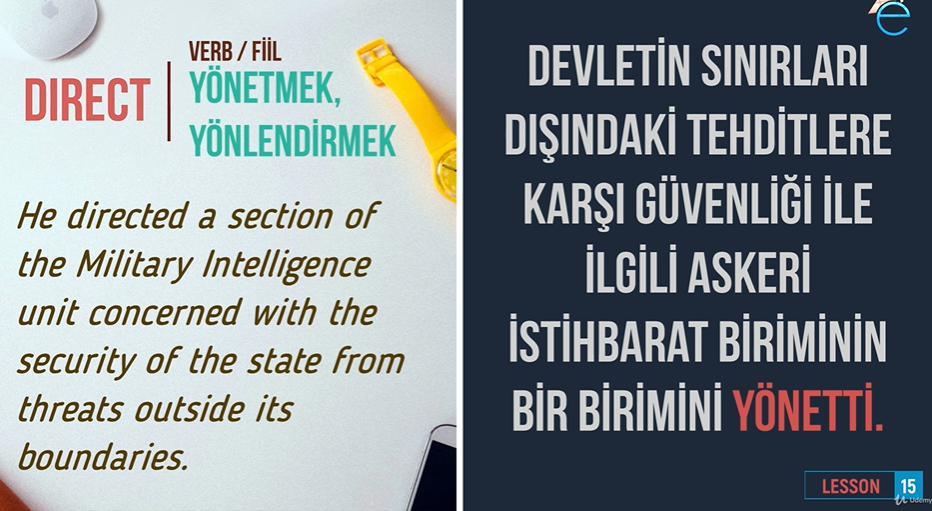 VERB / FİİL
DIRECT
YÖNETMEK,
YÖNLENDİRMEK
He directed a section of
the Military Intelligence
unit concerned with the
security of the state from
threats outside its
boundaries.
e
DEVLETİN SINIRLARI
DIŞINDAKİ TEHDİTLERE
KARŞI GÜVENLİĞİ İLE
İLGİLİ ASKERİ
İSTİHBARAT BİRİMİNİN
BİR BİRİMİNİ YÖNETTİ.
LESSON 15
Udemy